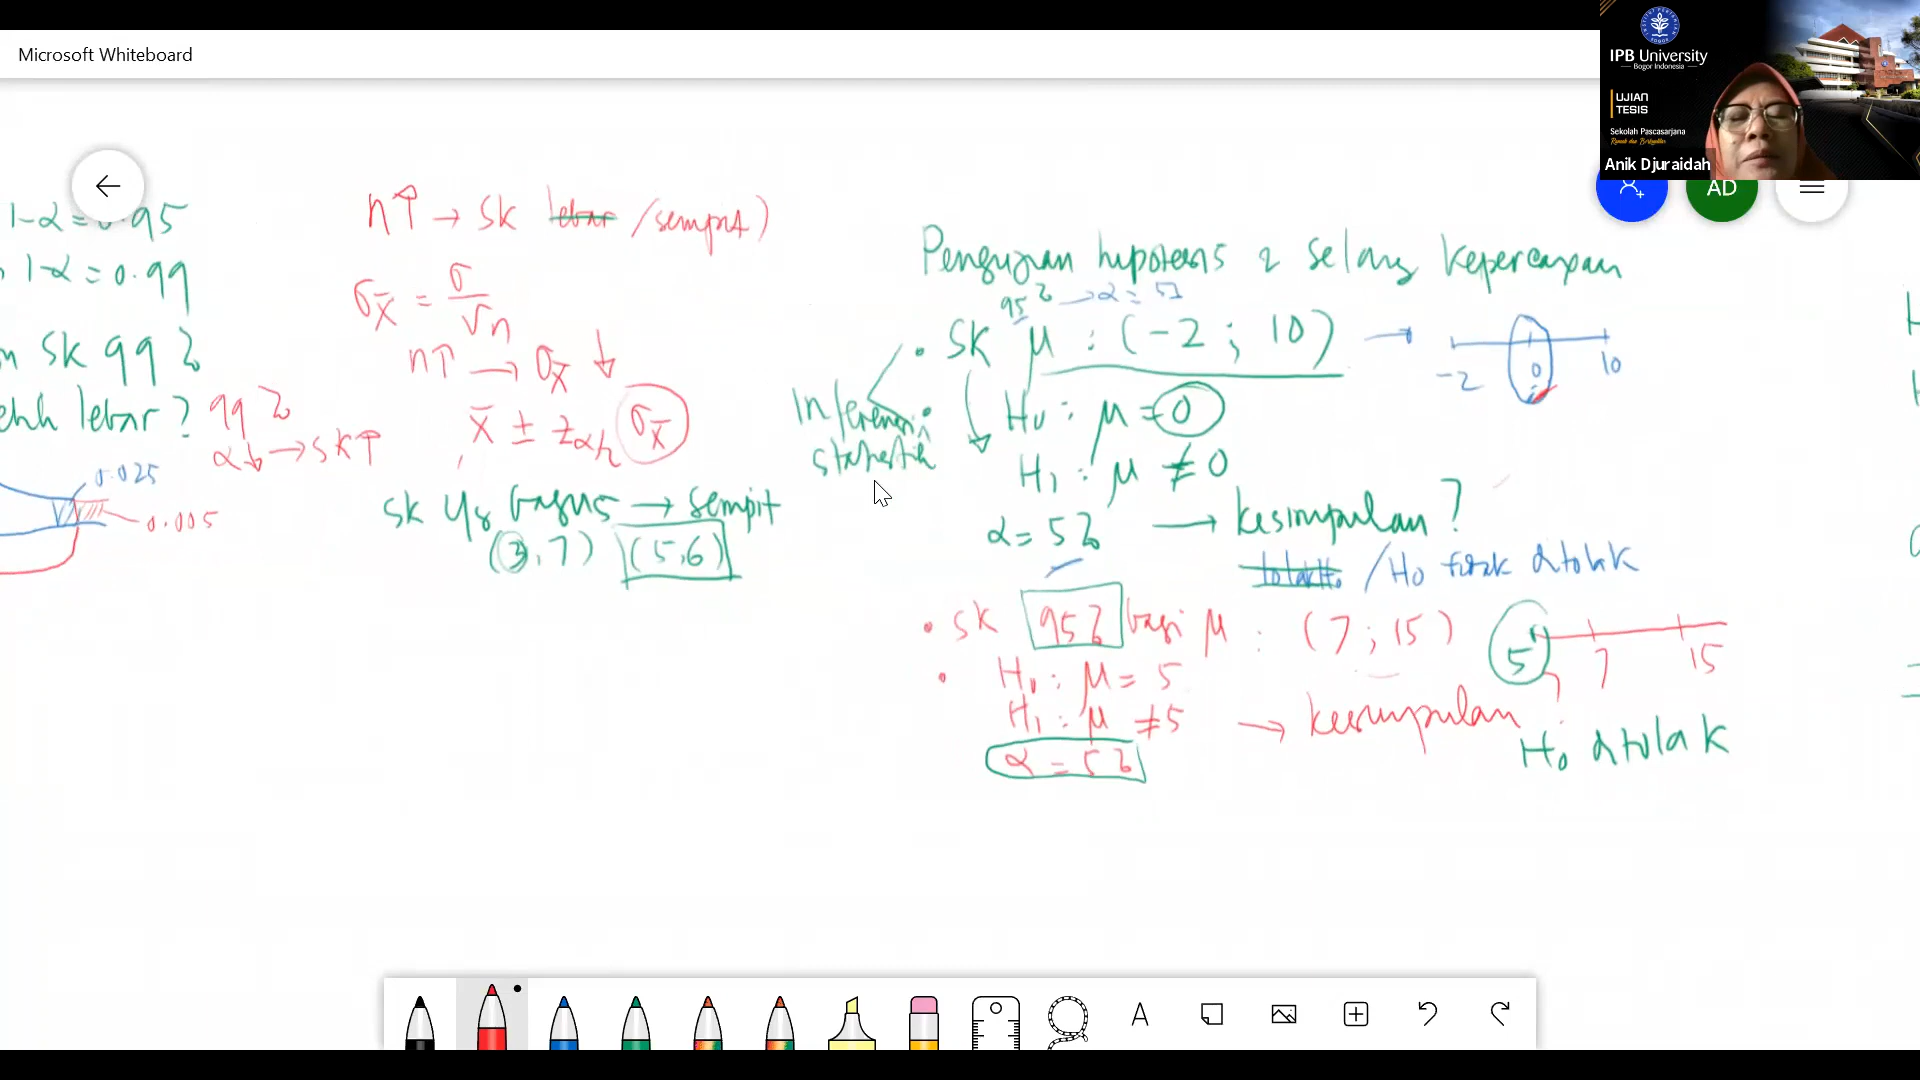 Microsoft Whiteboard
IPB University
Bogor Indonesia
UJIAN
TESIS
Sekolah Pascasarjana
Anik Djuraidah
AD
1-α = 0.95
1-α = 0.99
SK 99%
lebar? 99%
α↓ → SK↑
0.025
0.005
n↑ → SK lebar / sempit)
σx̄ = σ/√n
n↑ → σx̄ ↓
x̄ ± zα/2 σx̄
SK yg bagus → sempit
(3,7) (5,6)
Pengujian hipotesis & selang kepercayaan
95% → α = 5%
• SK μ : (-2 ; 10) →
-2 0 10
Inferensia
statistik
• H0 : μ = 0
H1 : μ ≠ 0
α = 5% → kesimpulan?
tolak H0 / H0 tidak ditolak
• SK 95% bagi μ : (7 ; 15)
5 7 15
• H0 : μ = 5
H1 : μ ≠ 5 → kesimpulan ?
α = 5%
H0 ditolak